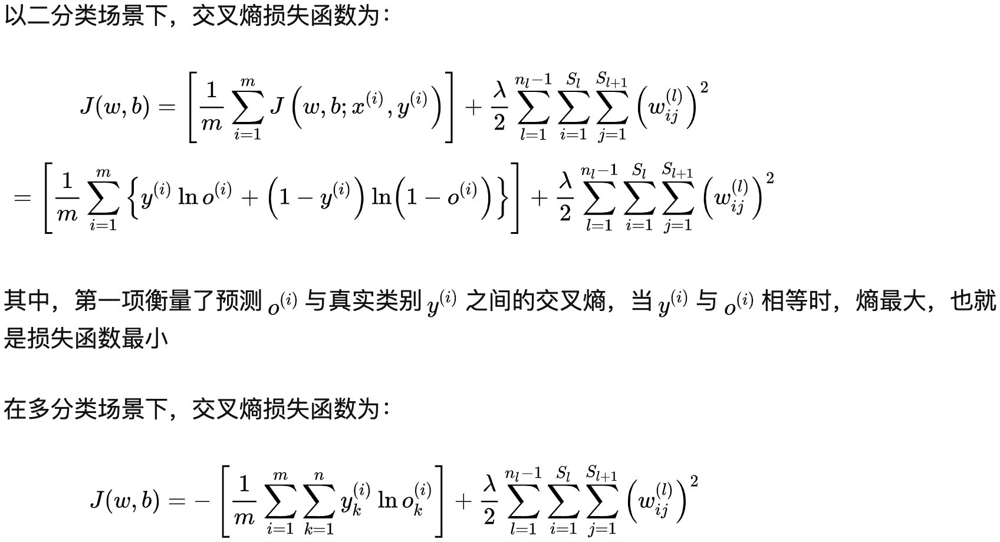 以二分类场景下，交叉熵损失函数为：
$J(w,b)=\left[\frac{1}{m}\sum_{i=1}^{m}J\left(w,b;x^{(i)},y^{(i)}\right)\right]+\frac{\lambda}{2}\sum_{l=1}^{n_l-1}\sum_{i=1}^{S_l}\sum_{j=1}^{S_{l+1}}\left(w_{ij}^{(l)}\right)^2$
$=\left[\frac{1}{m}\sum_{i=1}^{m}\left\{y^{(i)}\ln o^{(i)}+\left(1-y^{(i)}\right)\ln\left(1-o^{(i)}\right)\right\}\right]+\frac{\lambda}{2}\sum_{l=1}^{n_l-1}\sum_{i=1}^{S_l}\sum_{j=1}^{S_{l+1}}\left(w_{ij}^{(l)}\right)^2$
其中，第一项衡量了预测 $o^{(i)}$ 与真实类别 $y^{(i)}$ 之间的交叉熵，当 $y^{(i)}$ 与 $o^{(i)}$ 相等时，熵最大，也就
是损失函数最小
在多分类场景下，交叉熵损失函数为：
$J(w,b)=-\left[\frac{1}{m}\sum_{i=1}^{m}\sum_{k=1}^{n}y_k^{(i)}\ln o_k^{(i)}\right]+\frac{\lambda}{2}\sum_{l=1}^{n_l-1}\sum_{i=1}^{S_l}\sum_{j=1}^{S_{l+1}}\left(w_{ij}^{(l)}\right)^2$